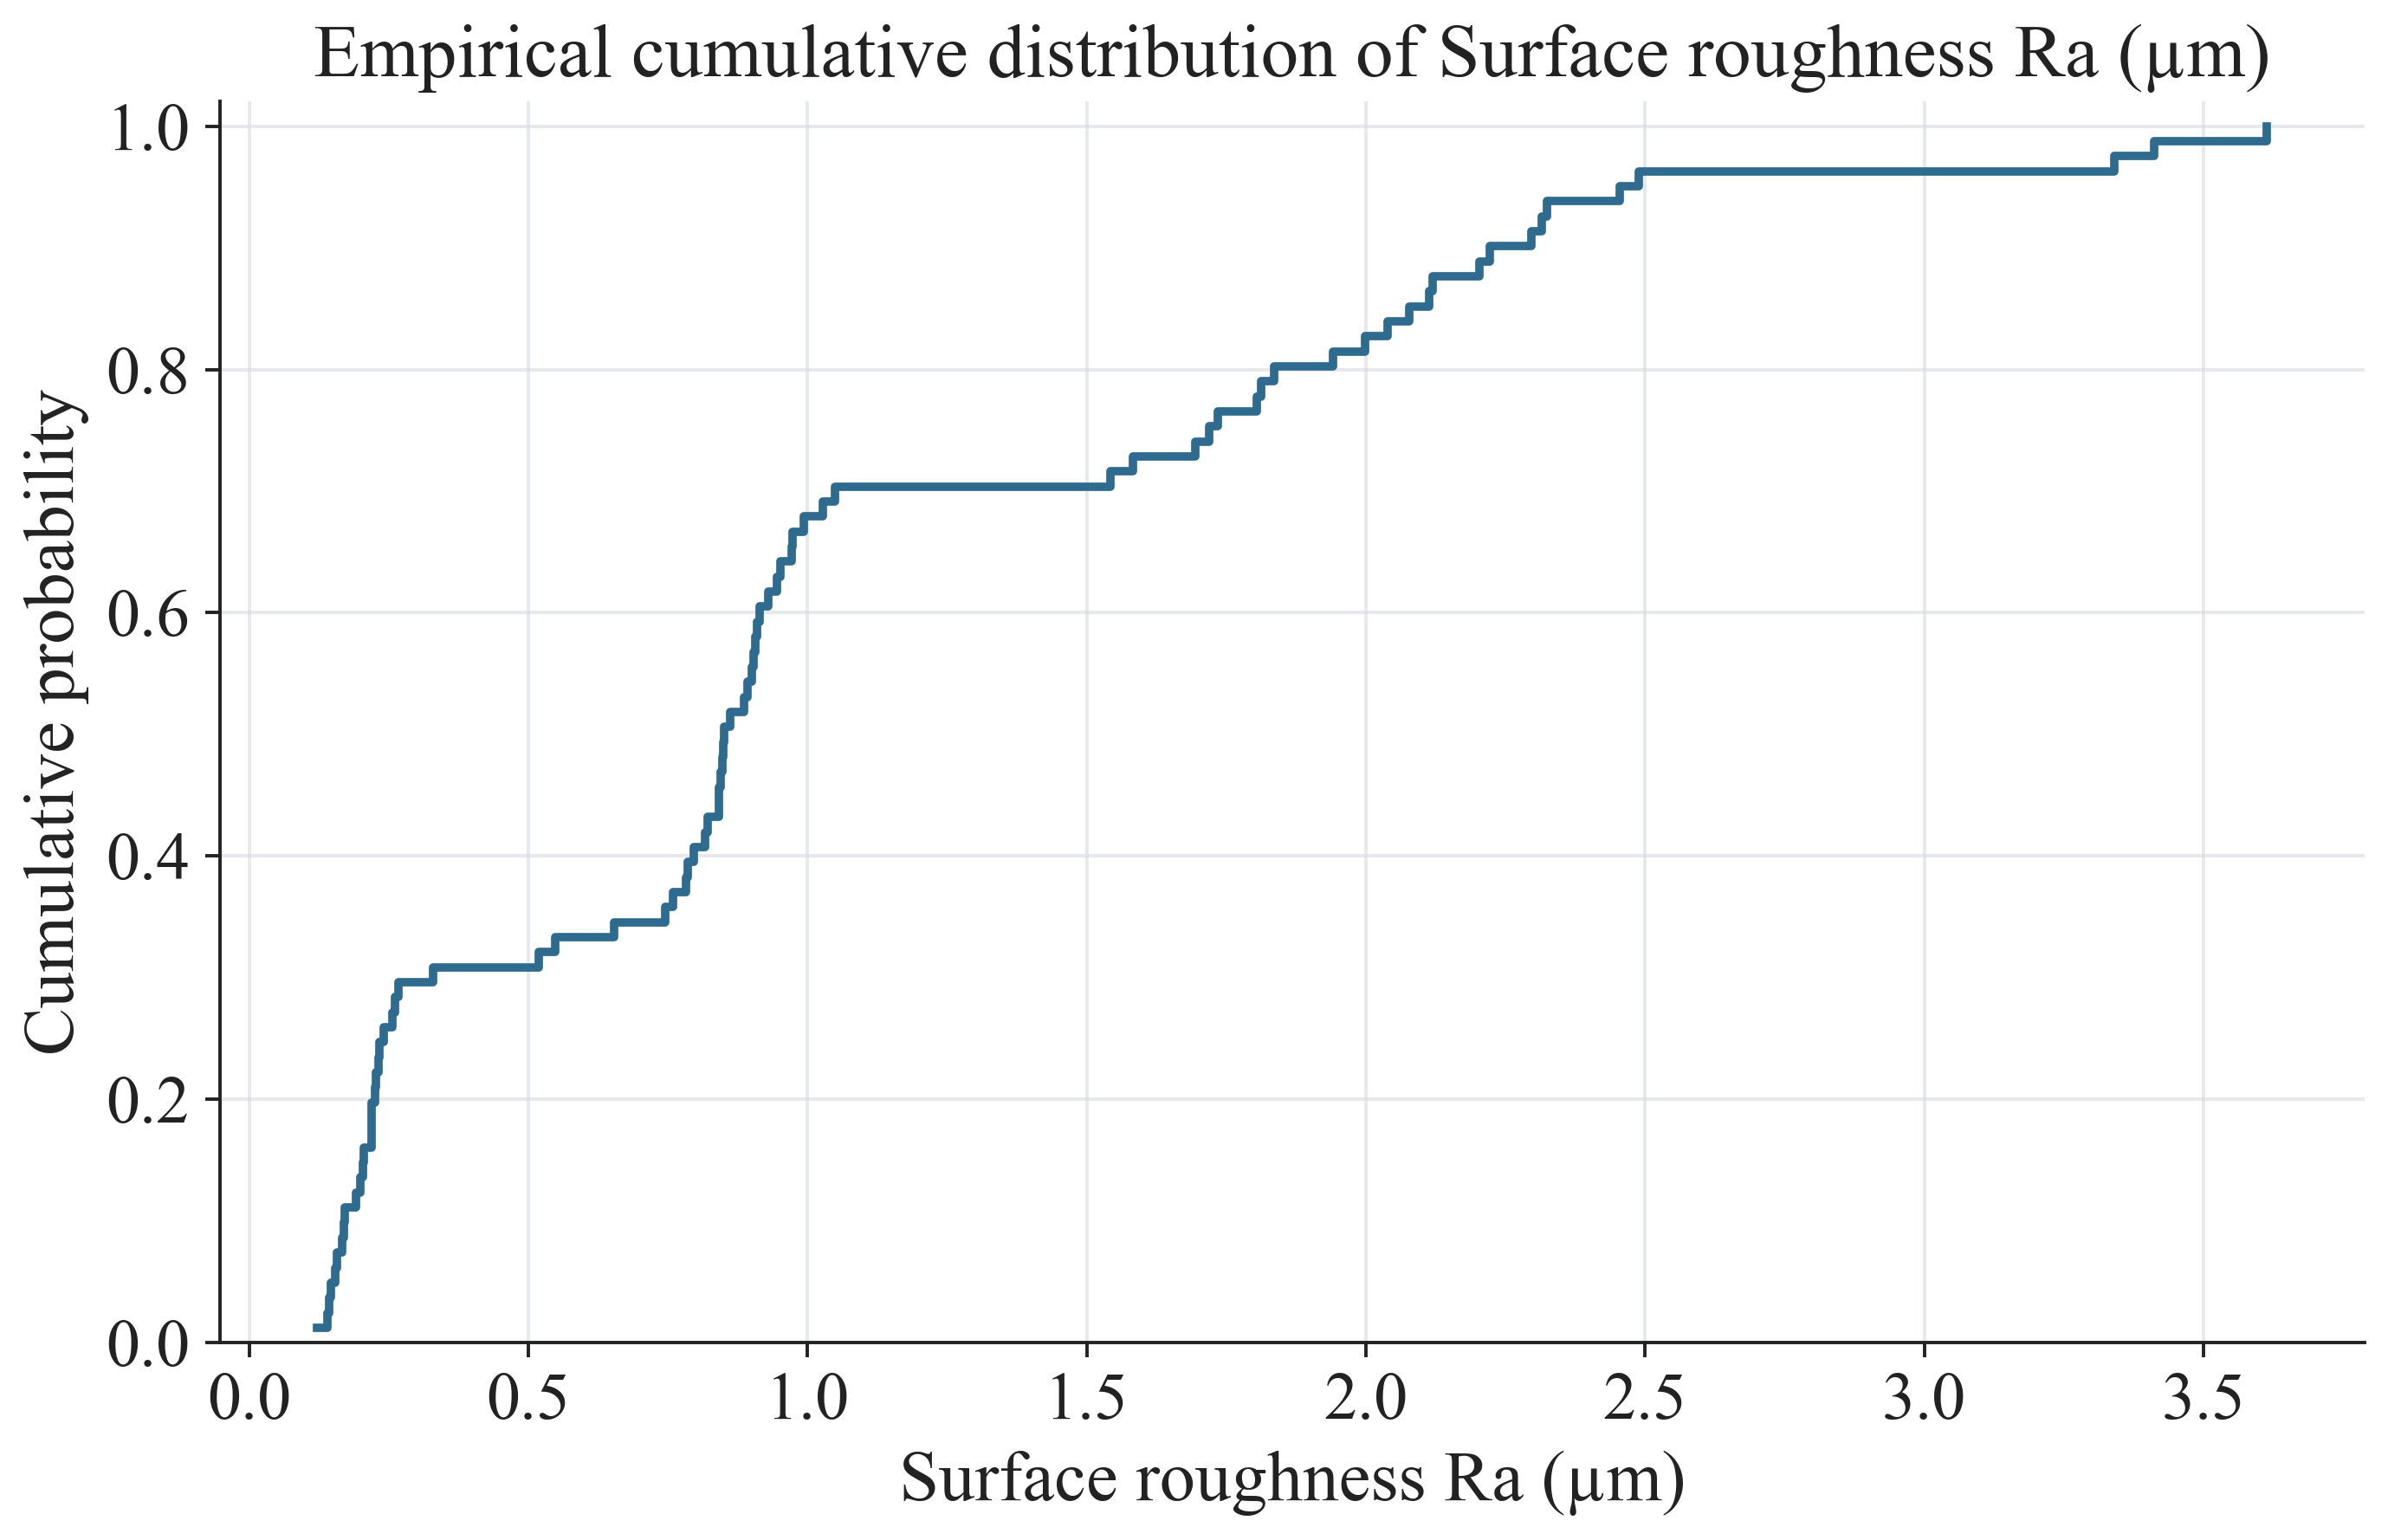 Empirical cumulative distribution of Surface roughness Ra (µm)
Cumulative probability
1.0
0.8
0.6
0.4
0.2
0.0
0.0 0.5 1.0 1.5 2.0 2.5 3.0 3.5
Surface roughness Ra (µm)